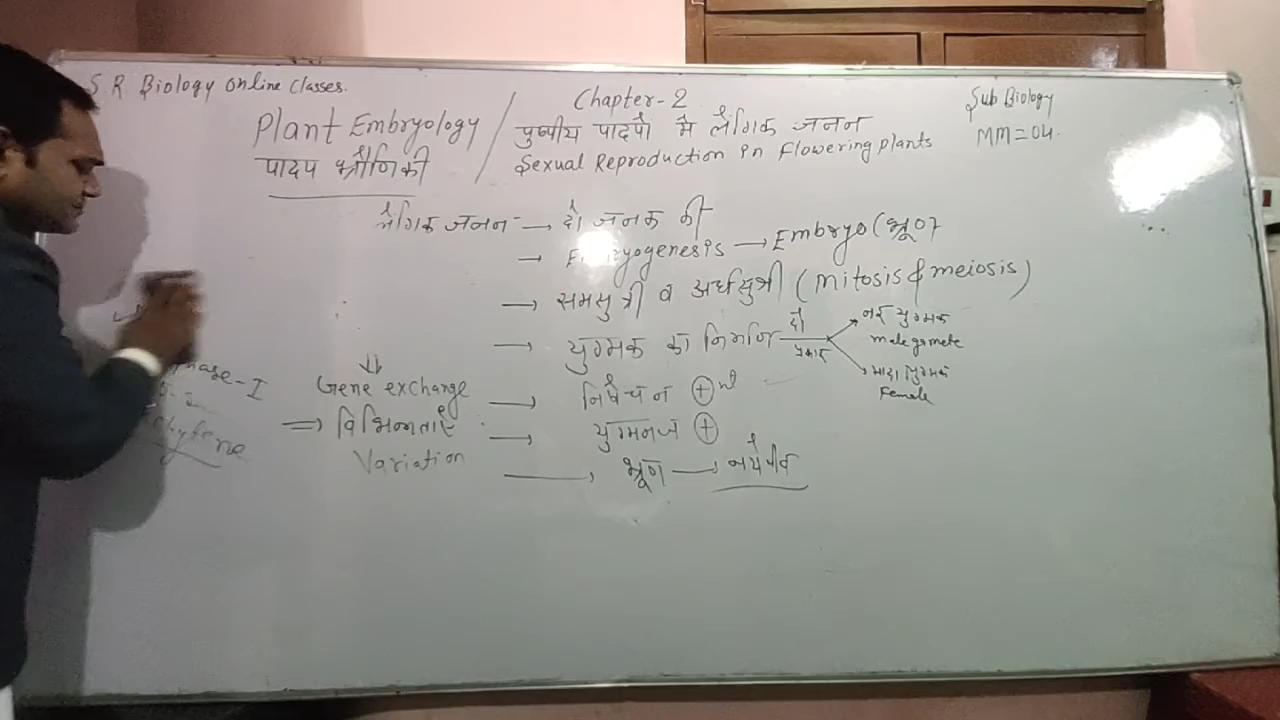 S.R. Biology Online Classes.
Chapter-2
Sub Biology
MM=04.
Plant Embryology
पादप भ्रौणिकी
पुष्पीय पादपों में लैंगिक जनन
Sexual Reproduction in Flowering Plants
लैंगिक जनन → दो जनक की
→ Embryogenesis → Embryo (भ्रूण)
→ समसुत्री व अर्धसुत्री (Mitosis & meiosis)
→ युग्मक का निर्माण दो प्रकार
नर युग्मक
male gamete
मादा युग्मक
Female
⇓
Gene exchange
→ निषेचन ⊕
⇒ विभिन्नताएँ
→ युग्मनज ⊕
Variation
→ भ्रूण → नये पौधे
hase-I